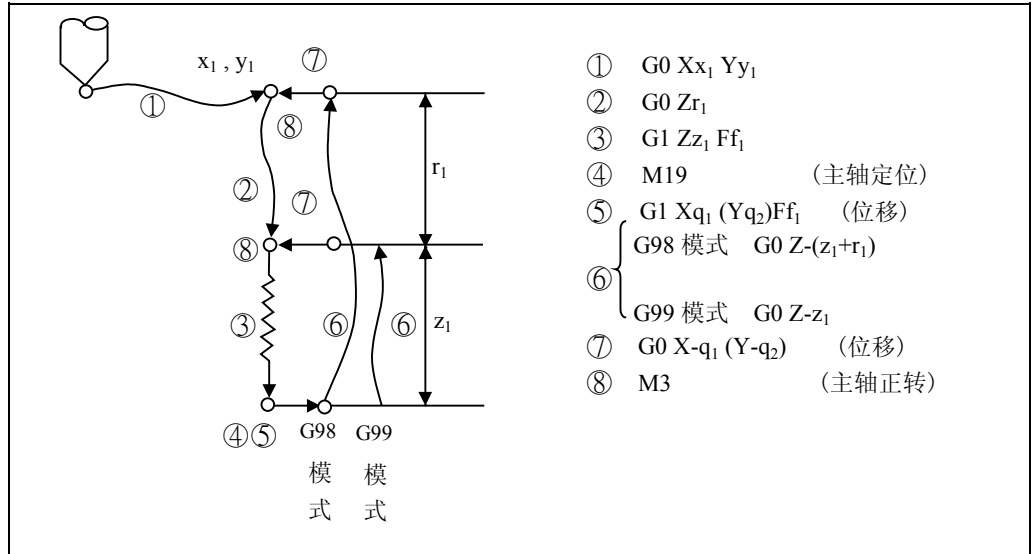 x₁ , y₁
⑦
①
⑧
②
⑦
r₁
⑧
③
⑥
⑥
z₁
④⑤
G98 模式
G99 模式
① G0 Xx₁ Yy₁
② G0 Zr₁
③ G1 Zz₁ Ff₁
④ M19 （主轴定位）
⑤ G1 Xq₁ (Yq₂)Ff₁ （位移）
G98 模式 G0 Z-(z₁+r₁)
⑥
G99 模式 G0 Z-z₁
⑦ G0 X-q₁ (Y-q₂) （位移）
⑧ M3 （主轴正转）